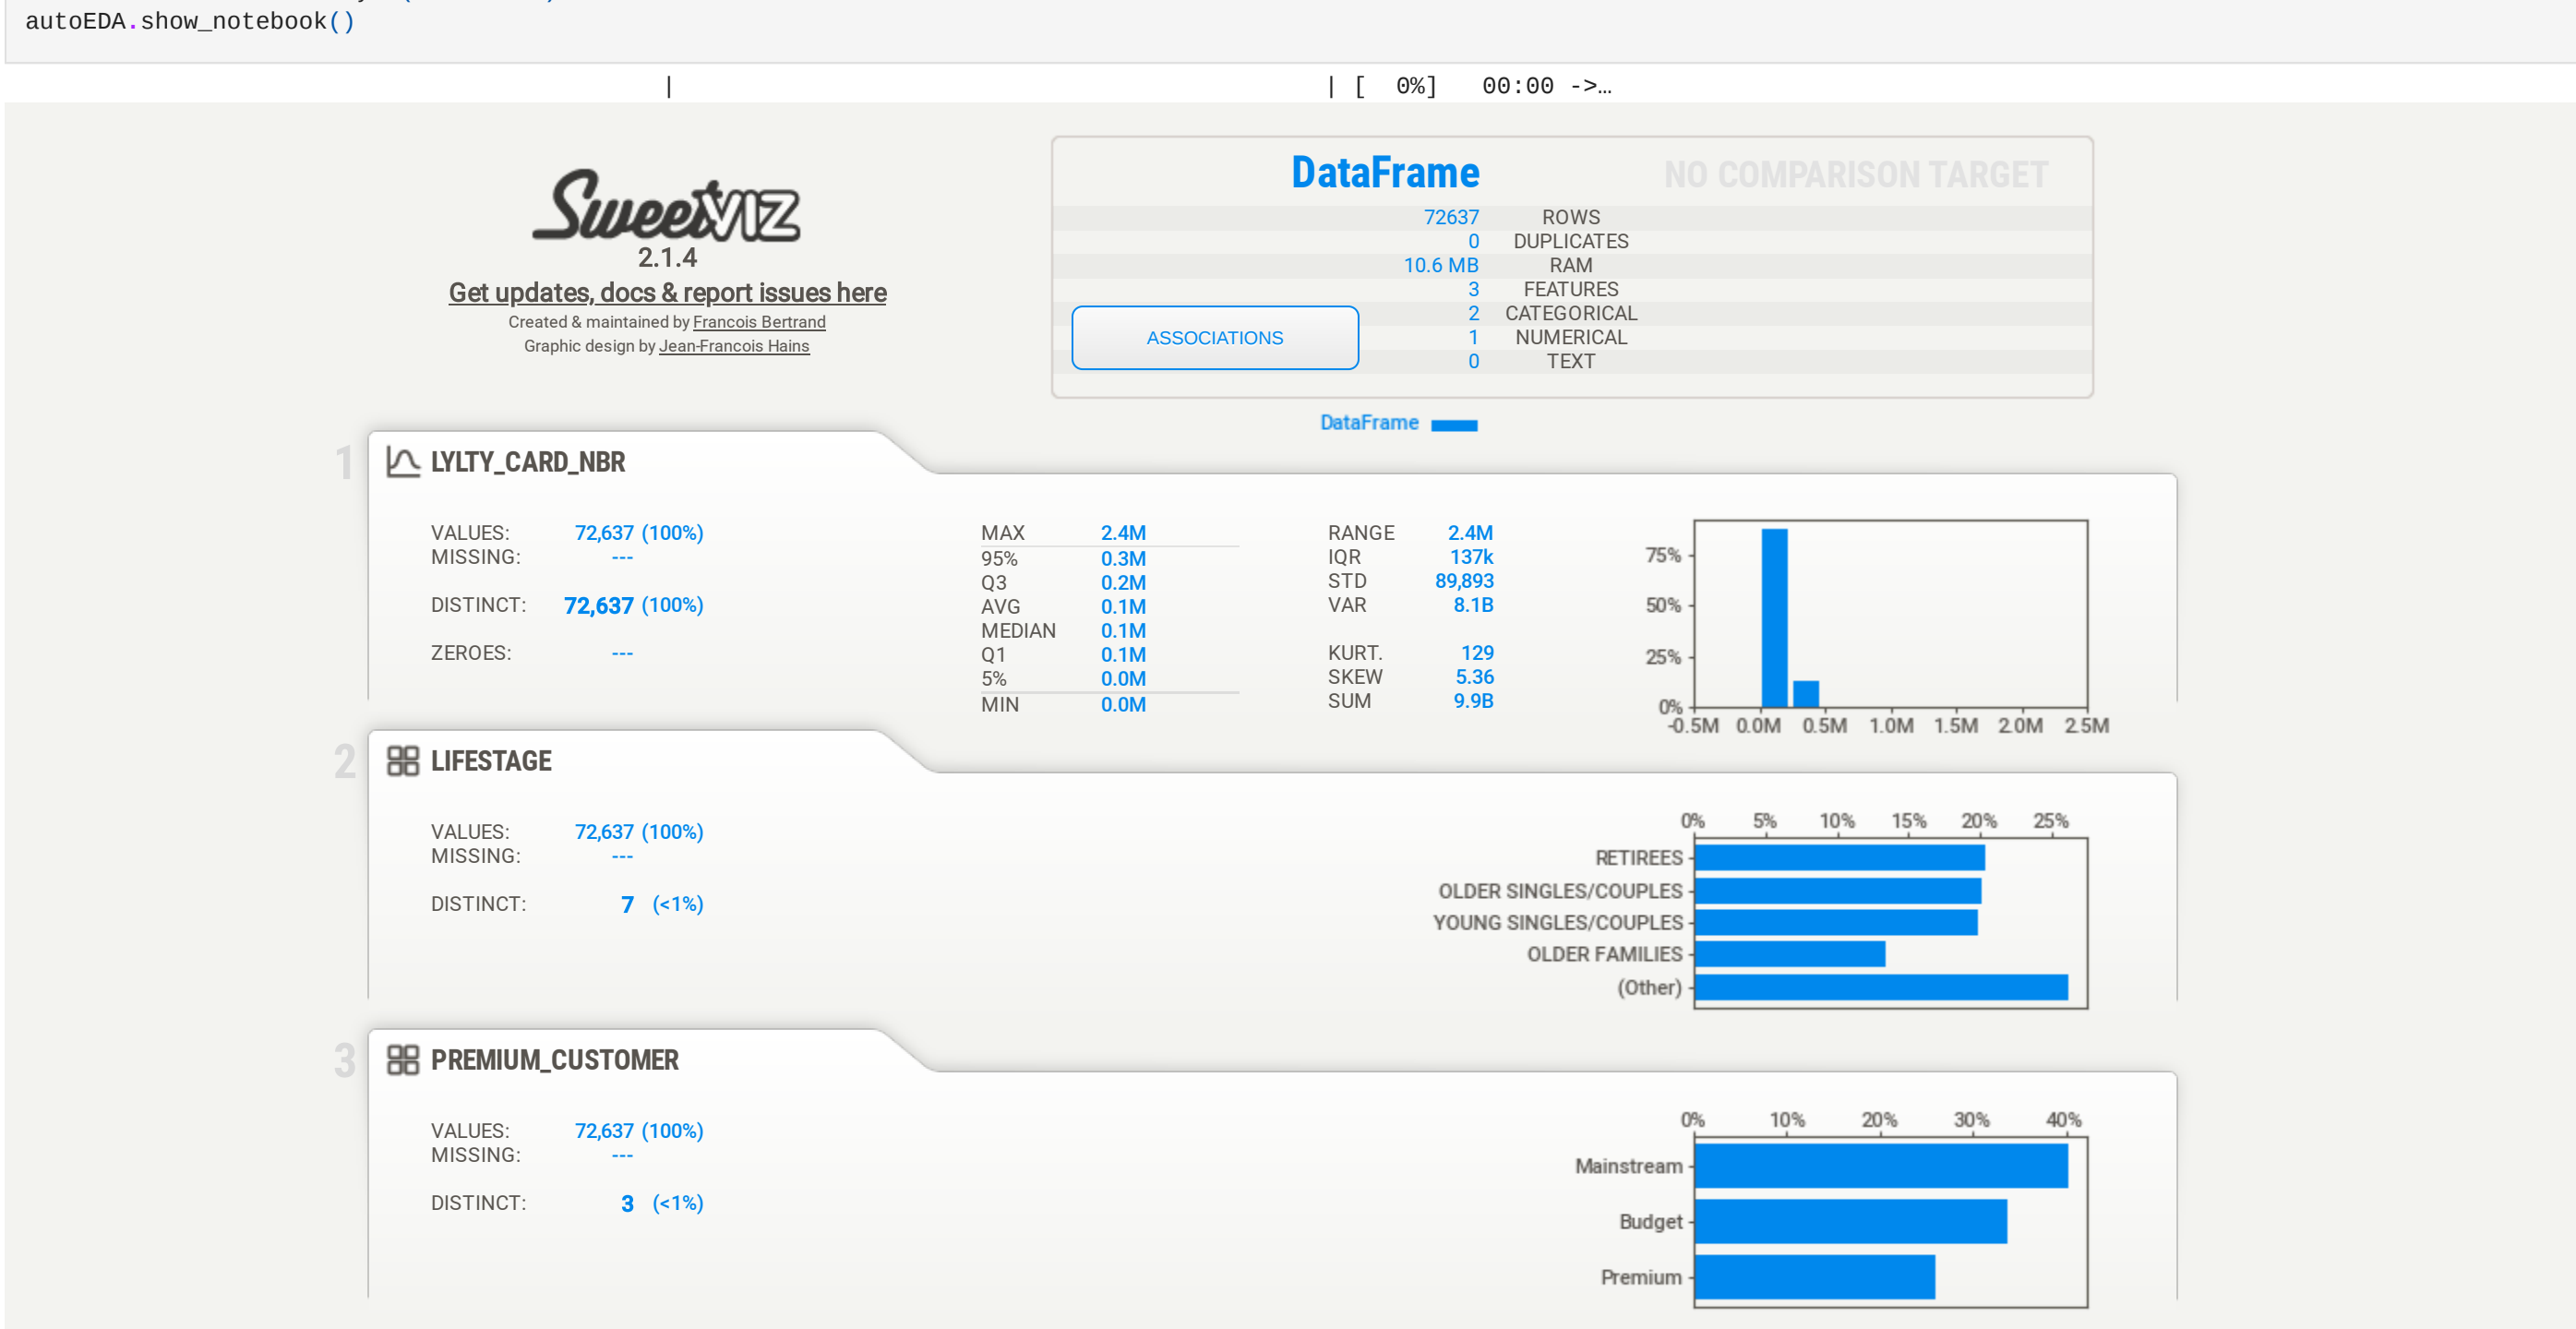 autoEDA.show_notebook()
| | [ 0%] 00:00 ->…
SweetVIZ
2.1.4
Get updates, docs & report issues here
Created & maintained by Francois Bertrand
Graphic design by Jean-Francois Hains
DataFrame NO COMPARISON TARGET
72637 ROWS
0 DUPLICATES
10.6 MB RAM
3 FEATURES
2 CATEGORICAL
1 NUMERICAL
0 TEXT
ASSOCIATIONS
DataFrame
1 LYLTY_CARD_NBR
VALUES: 72,637 (100%)
MISSING: ---
DISTINCT: 72,637 (100%)
ZEROES: ---
MAX 2.4M
95% 0.3M
Q3 0.2M
AVG 0.1M
MEDIAN 0.1M
Q1 0.1M
5% 0.0M
MIN 0.0M
RANGE 2.4M
IQR 137k
STD 89,893
VAR 8.1B
KURT. 129
SKEW 5.36
SUM 9.9B
75%
50%
25%
0%
-0.5M 0.0M 0.5M 1.0M 1.5M 2.0M 2.5M
2 LIFESTAGE
VALUES: 72,637 (100%)
MISSING: ---
DISTINCT: 7 (<1%)
0% 5% 10% 15% 20% 25%
RETIREES
OLDER SINGLES/COUPLES
YOUNG SINGLES/COUPLES
OLDER FAMILIES
(Other)
3 PREMIUM_CUSTOMER
VALUES: 72,637 (100%)
MISSING: ---
DISTINCT: 3 (<1%)
0% 10% 20% 30% 40%
Mainstream
Budget
Premium